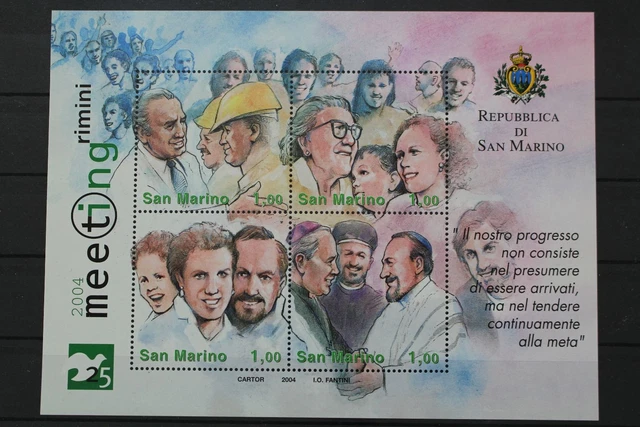 2004
meeting rimini
25
REPUBBLICA
DI
SAN MARINO
San Marino 1,00
San Marino 1,00
San Marino 1,00
San Marino 1,00
" Il nostro progresso
non consiste
nel presumere
di essere arrivati,
ma nel tendere
continuamente
alla meta"
CARTOR 2004 I.O. FANTINI